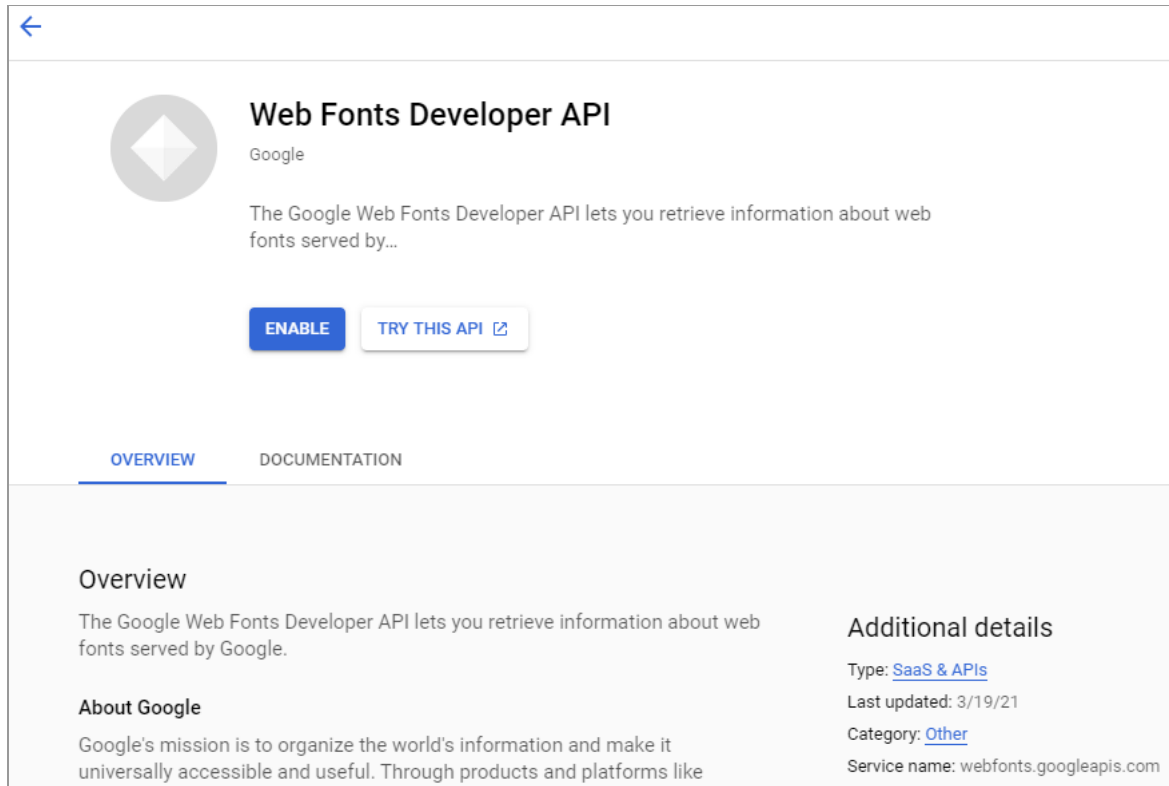 Web Fonts Developer API
Google
The Google Web Fonts Developer API lets you retrieve information about web
fonts served by…
ENABLE
TRY THIS API
OVERVIEW
DOCUMENTATION
Overview
The Google Web Fonts Developer API lets you retrieve information about web
fonts served by Google.
About Google
Google's mission is to organize the world's information and make it
universally accessible and useful. Through products and platforms like
Additional details
Type: SaaS & APIs
Last updated: 3/19/21
Category: Other
Service name: webfonts.googleapis.com